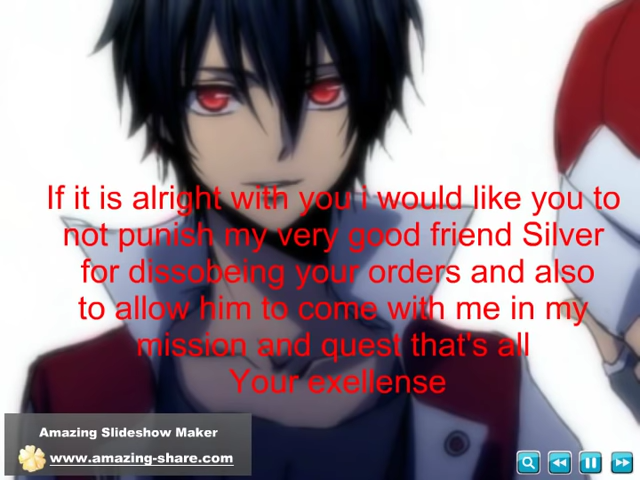 If it is alright with you i would like you to
not punish my very good friend Silver
for dissobeing your orders and also
to allow him to come with me in my
mission and quest that's all
Your exellense
Amazing Slideshow Maker
www.amazing-share.com